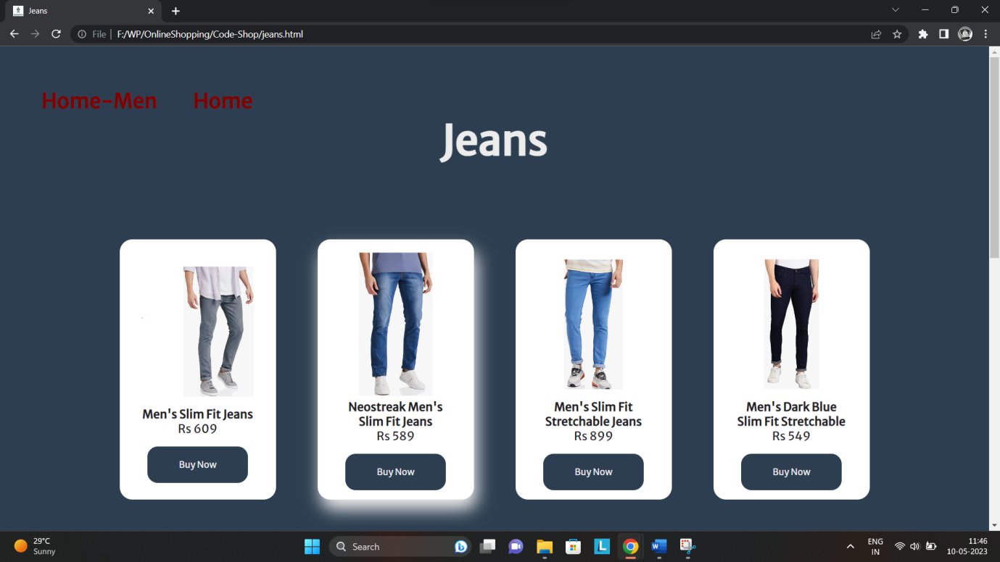 Jeans
File | F:/WP/OnlineShopping/Code-Shop/jeans.html
Home-Men Home
Jeans
Men's Slim Fit Jeans
Rs 609
Buy Now
Neostreak Men's
Slim Fit Jeans
Rs 589
Buy Now
Men's Slim Fit
Stretchable Jeans
Rs 899
Buy Now
Men's Dark Blue
Slim Fit Stretchable
Rs 549
Buy Now
29°C
Sunny
Search
L
W
ENG
IN
11:46
10-05-2023